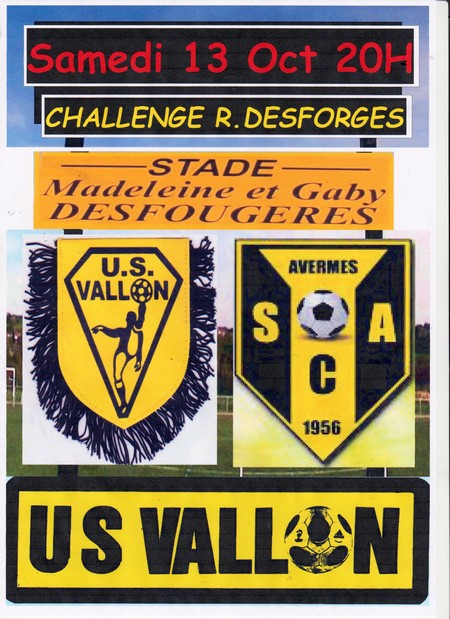 Samedi 13 Oct 20H
CHALLENGE R. DESFORGES
STADE
Madeleine et Gaby
DESFOUGERES
U.S.
VALLON
AVERMES
S A
C
1956
US VALLON